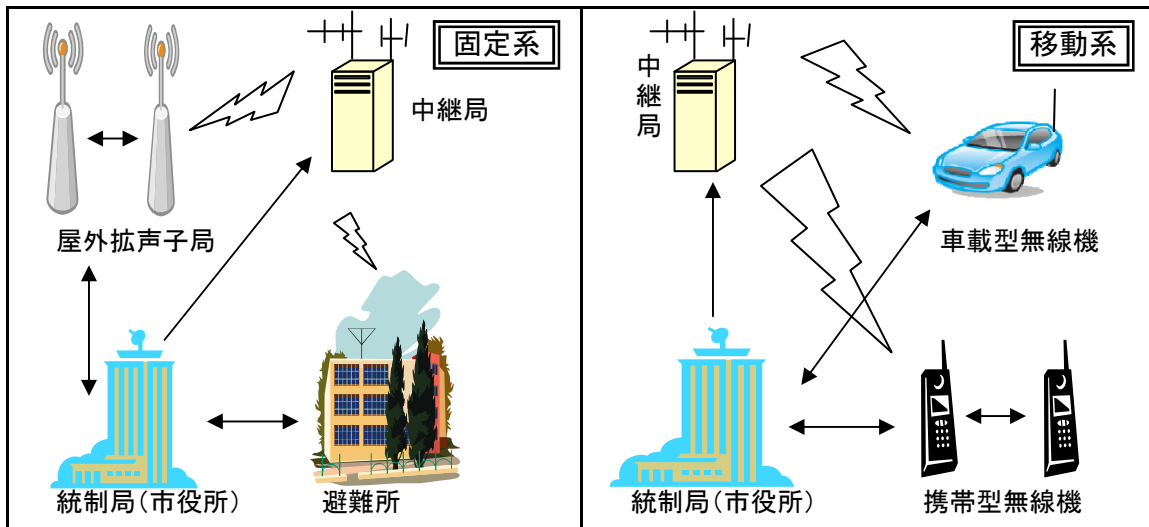 固定系
中継局
屋外拡声子局
統制局(市役所)
避難所
移動系
中継局
車載型無線機
統制局(市役所)
携帯型無線機